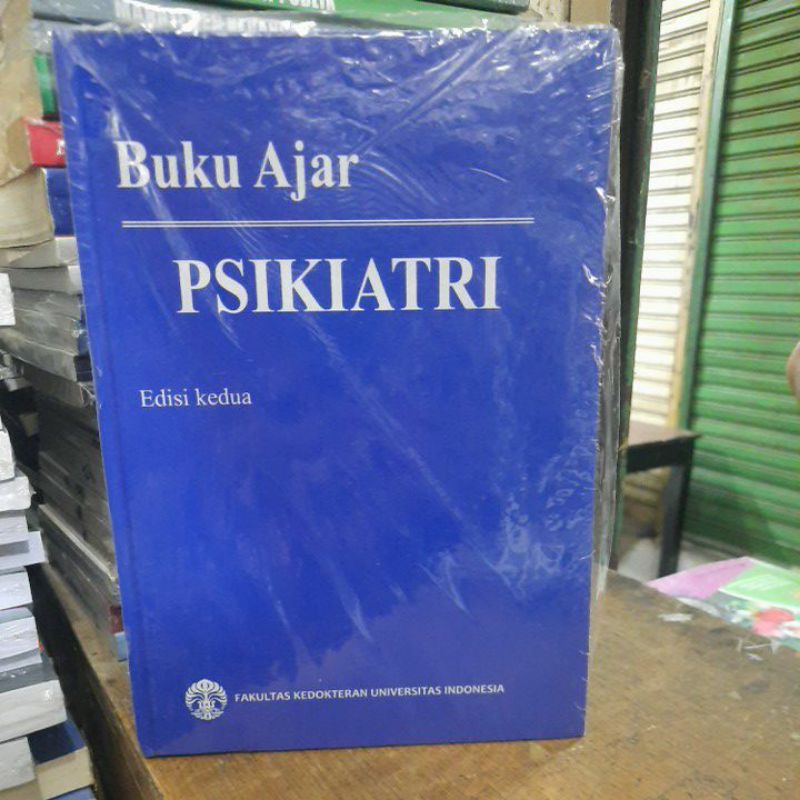 Buku Ajar
PSIKIATRI
Edisi kedua
FAKULTAS KEDOKTERAN UNIVERSITAS INDONESIA